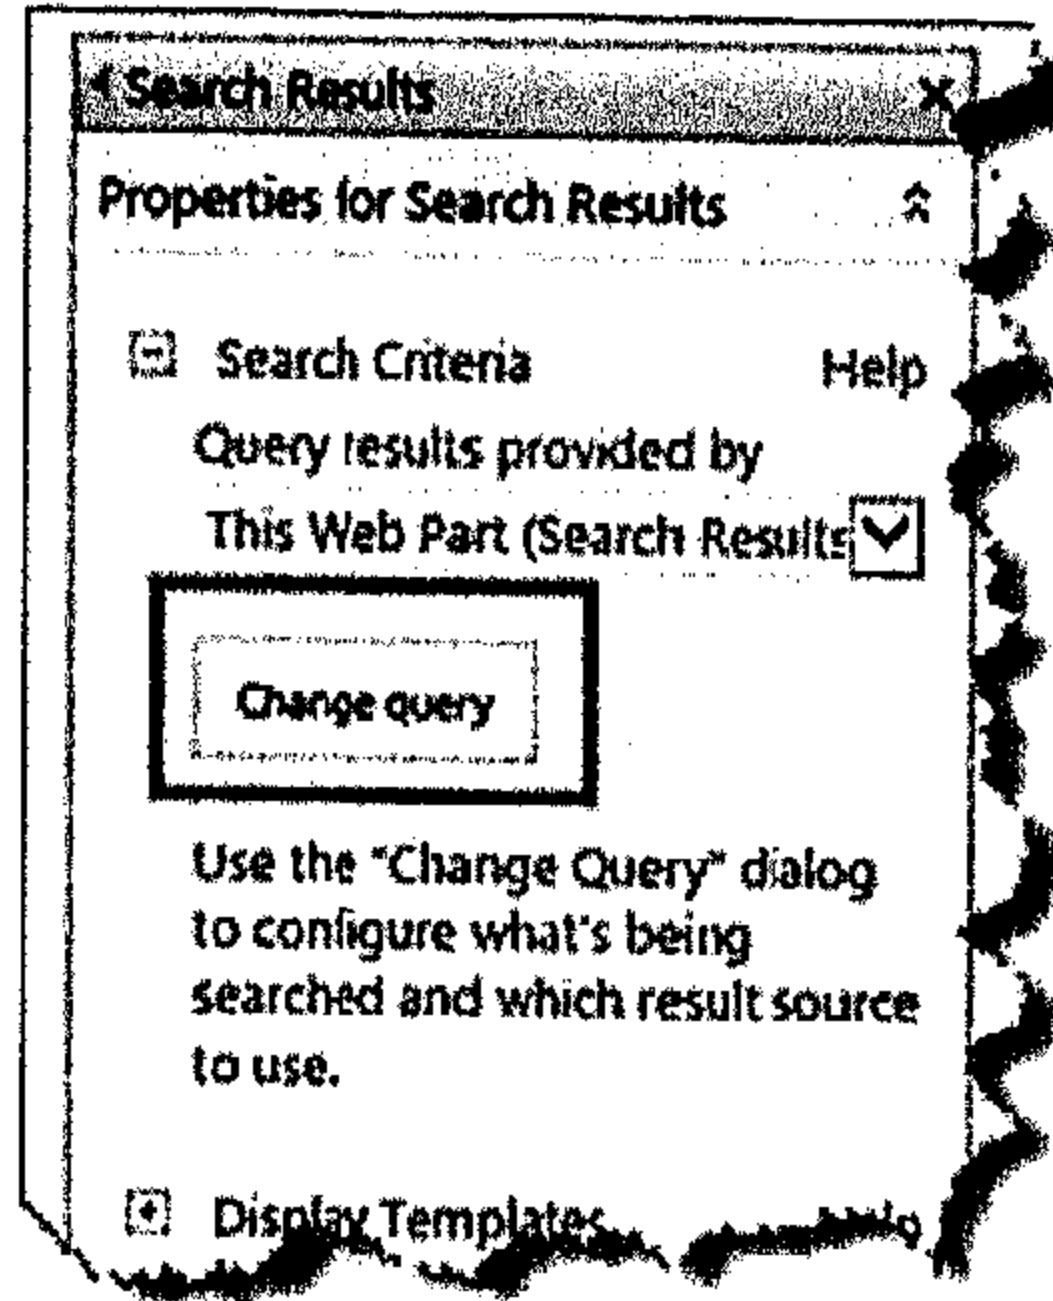 Search Results
Properties for Search Results
Search Criteria Help
Query results provided by
This Web Part (Search Results
Change query
Use the "Change Query" dialog
to configure what's being
searched and which result source
to use.
Display Templates Help